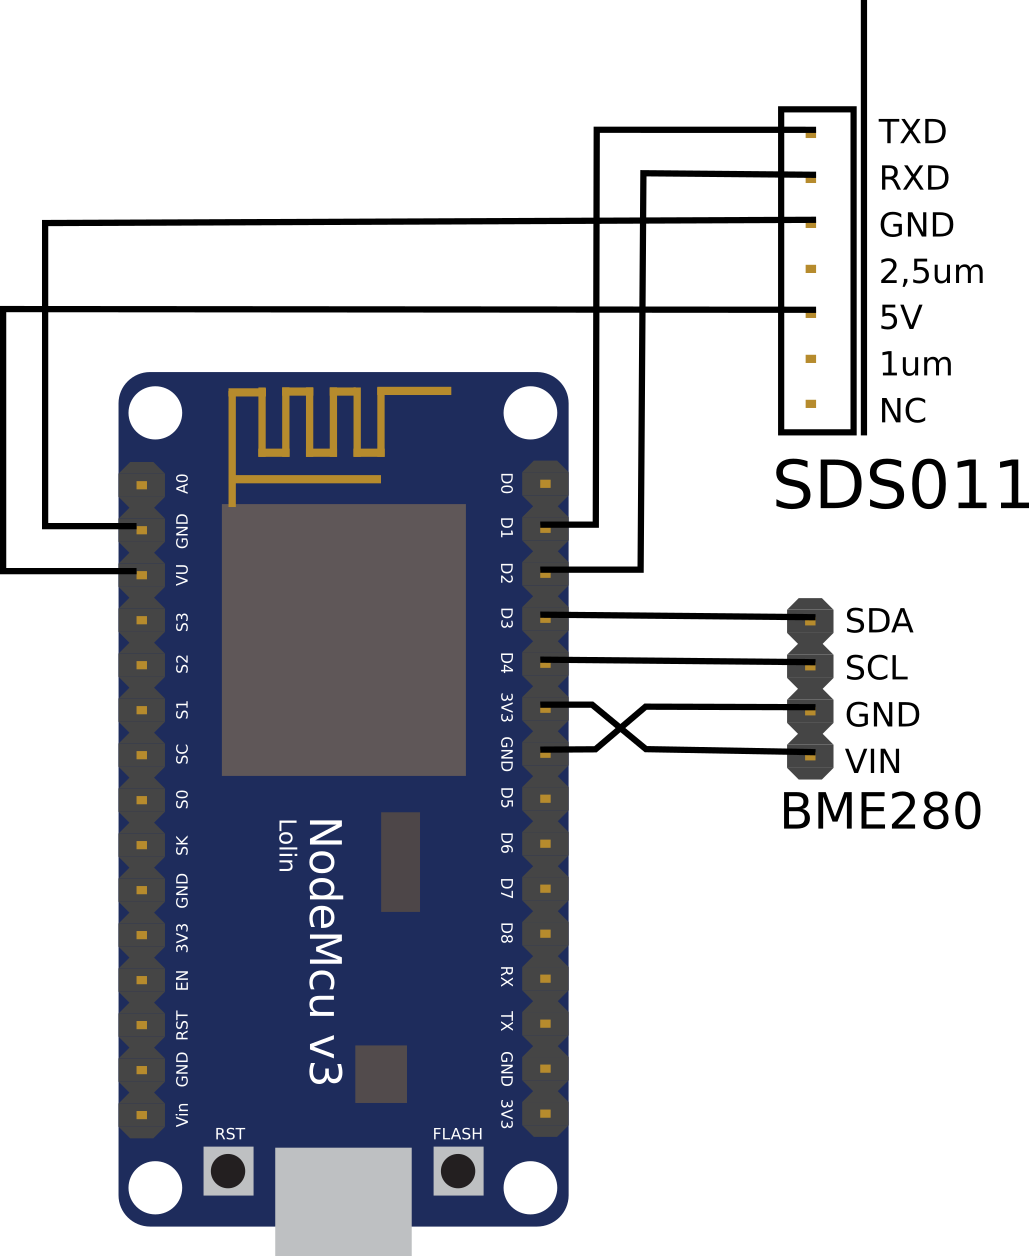 TXD
RXD
GND
2,5um
5V
1um
NC
SDS011
SDA
SCL
GND
VIN
BME280
A0
GND
VU
S3
S2
S1
SC
S0
SK
GND
3V3
EN
RST
GND
Vin
D0
D1
D2
D3
D4
3V3
GND
D5
D6
D7
D8
RX
TX
GND
3V3
NodeMcu v3
Lolin
RST
FLASH